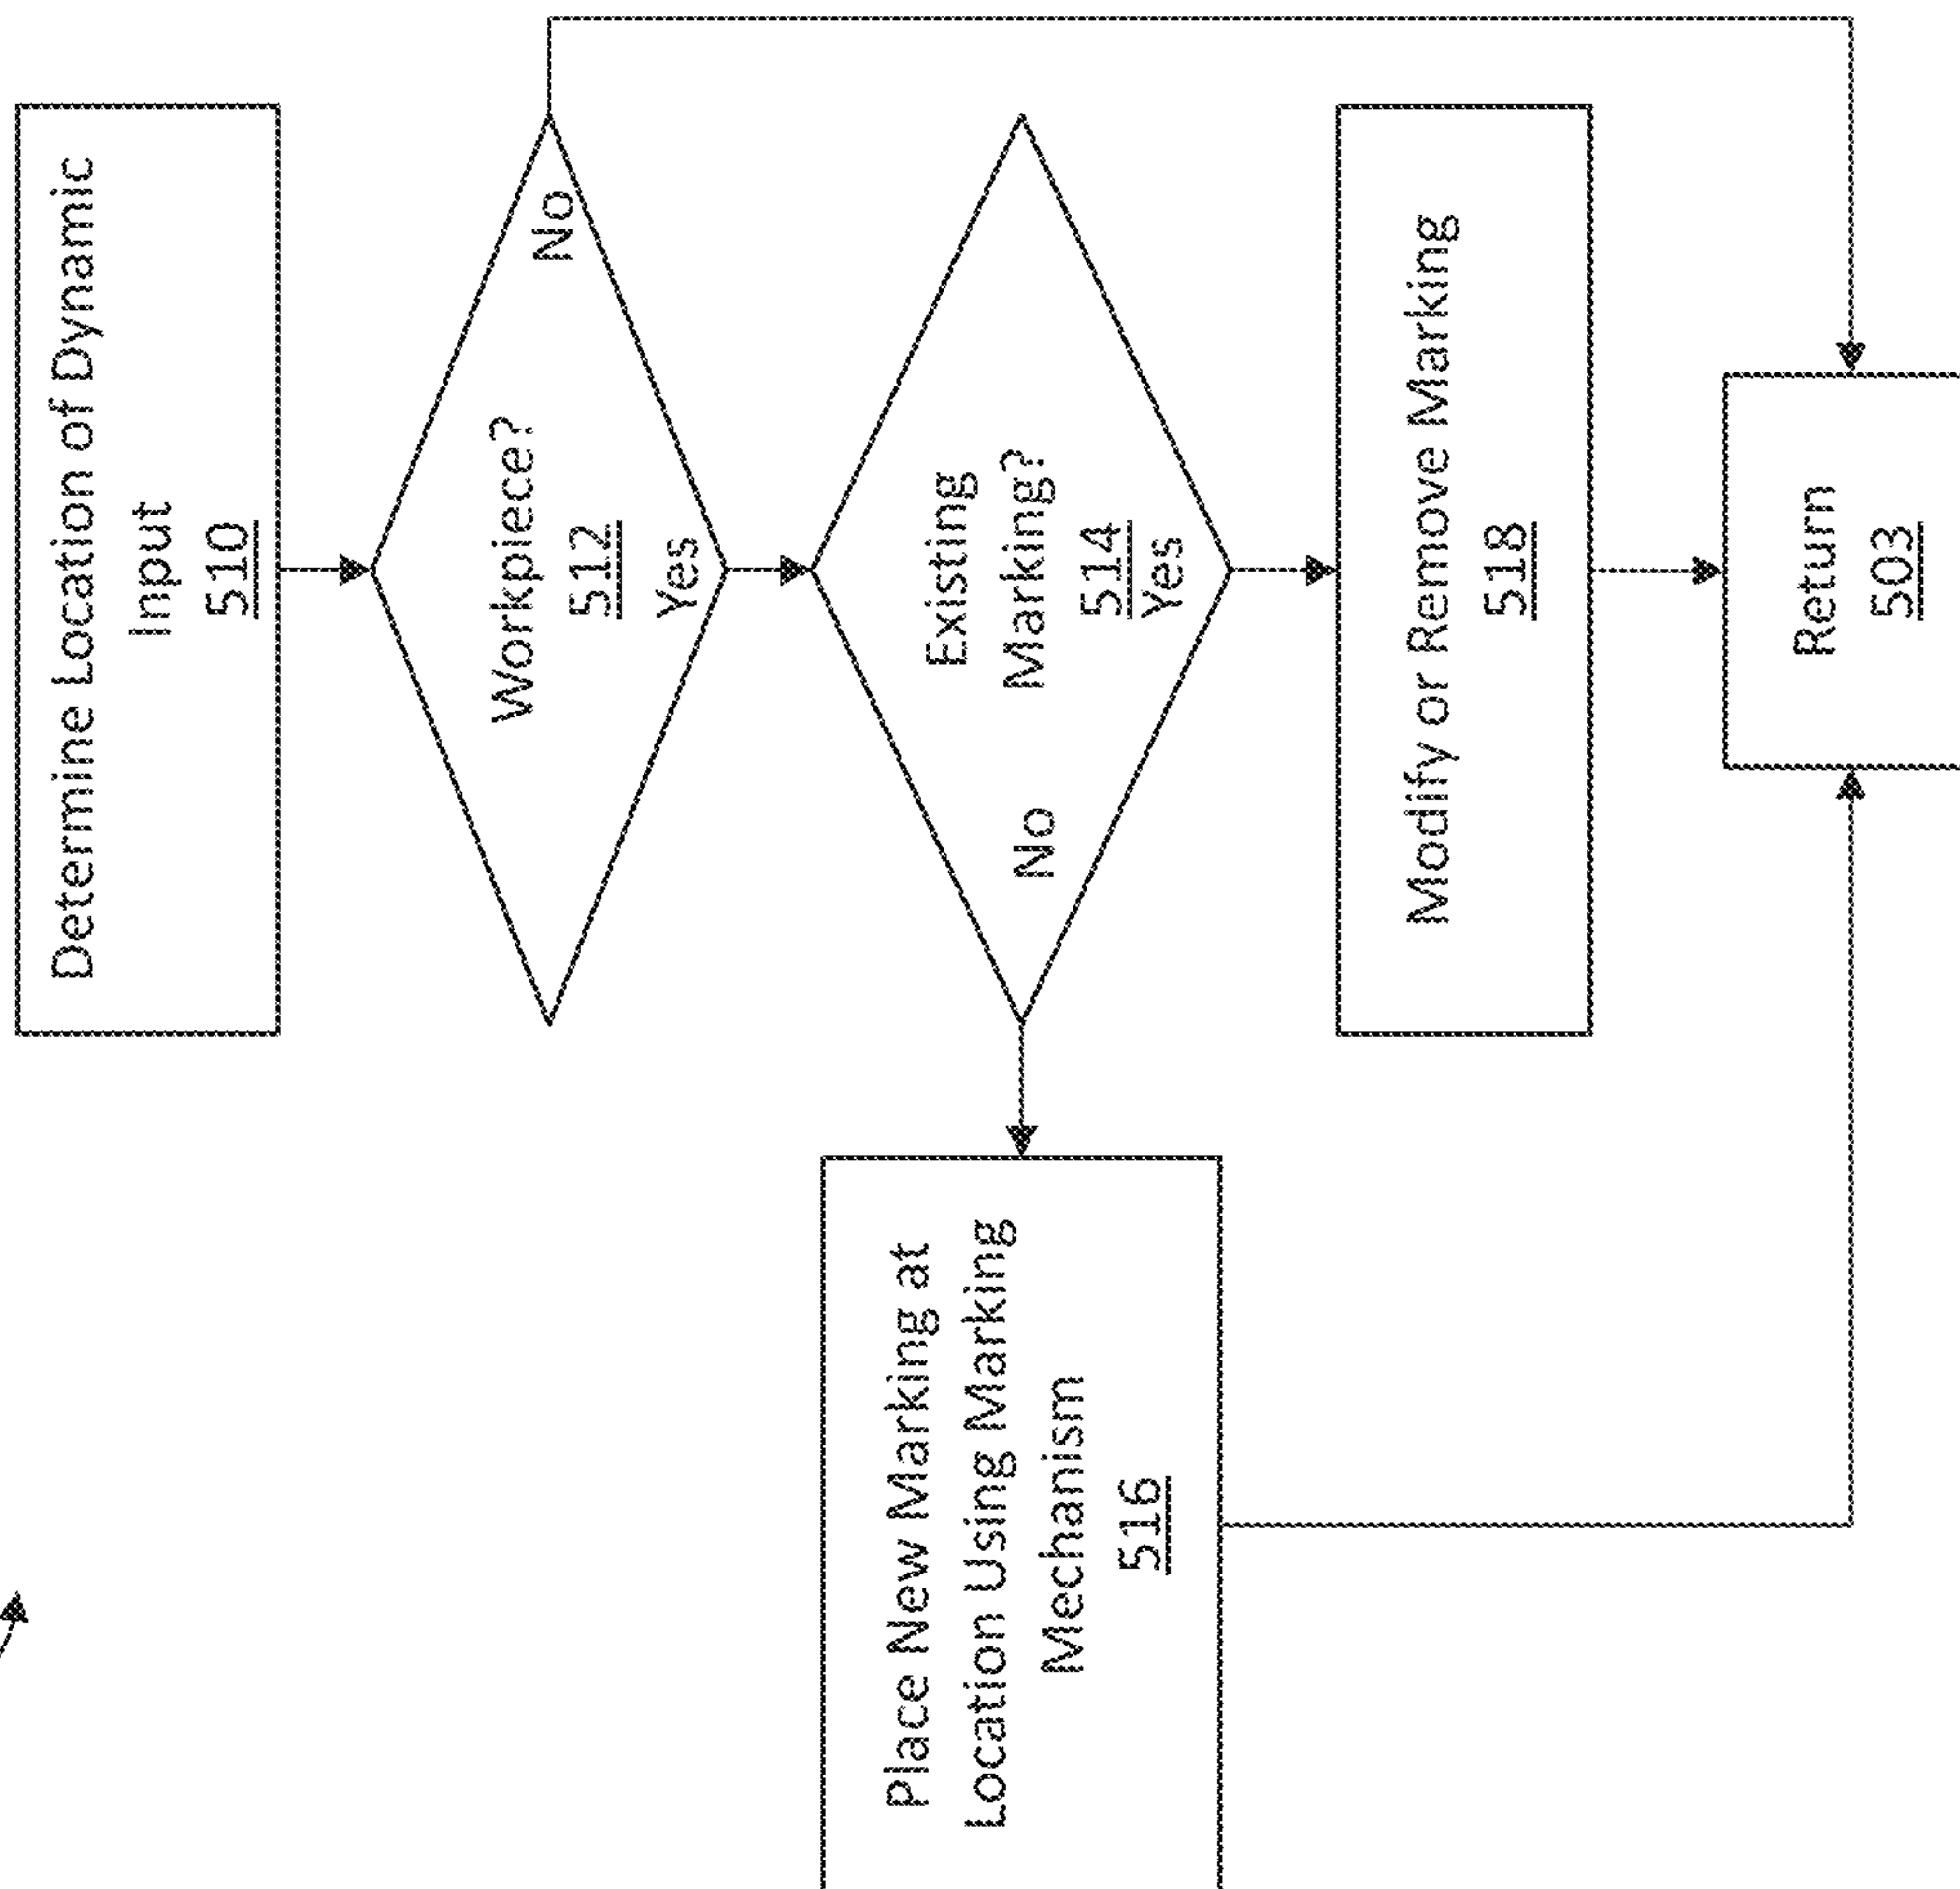 Determine Location of Dynamic
Input
510
Workpiece?
512
Yes
No
Existing
Marking?
514
Yes
No
Place New Marking at
Location Using Marking
Mechanism
516
Modify or Remove Marking
518
Return
503